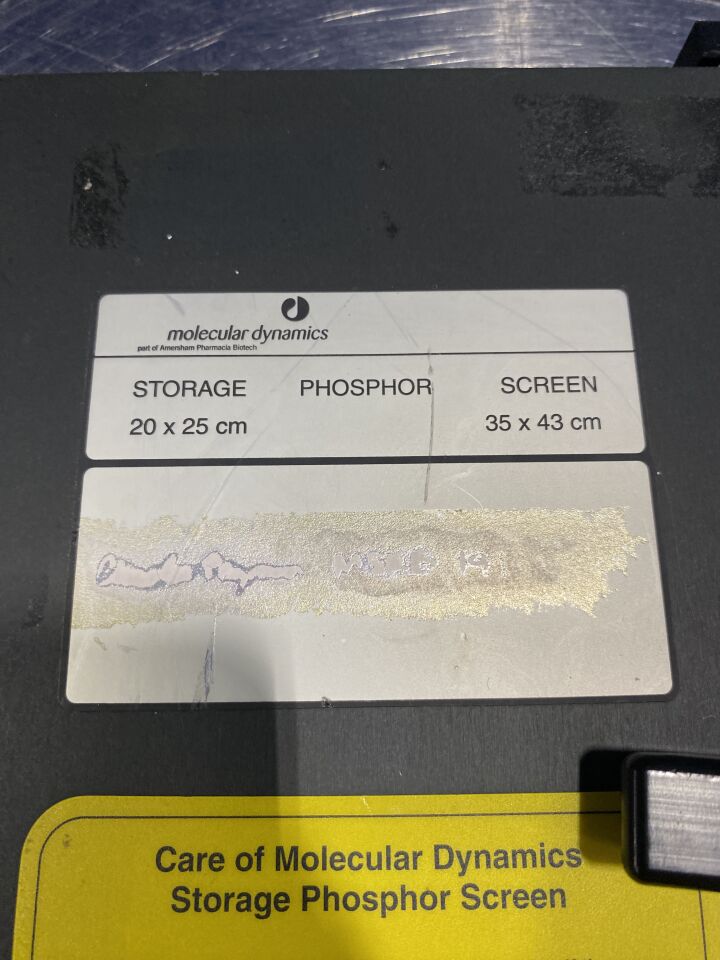 molecular dynamics
part of Amersham Pharmacia Biotech
STORAGE PHOSPHOR SCREEN
20 x 25 cm 35 x 43 cm
Care of Molecular Dynamics
Storage Phosphor Screen